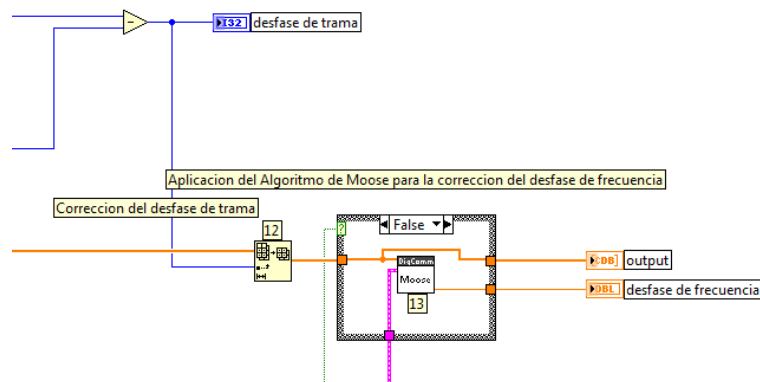 I32 desfase de trama
Aplicacion del Algoritmo de Moose para la correccion del desfase de frecuencia
Correccion del desfase de trama
12
False
?
DigComm
Moose
13
CDB output
DBL desfase de frecuencia